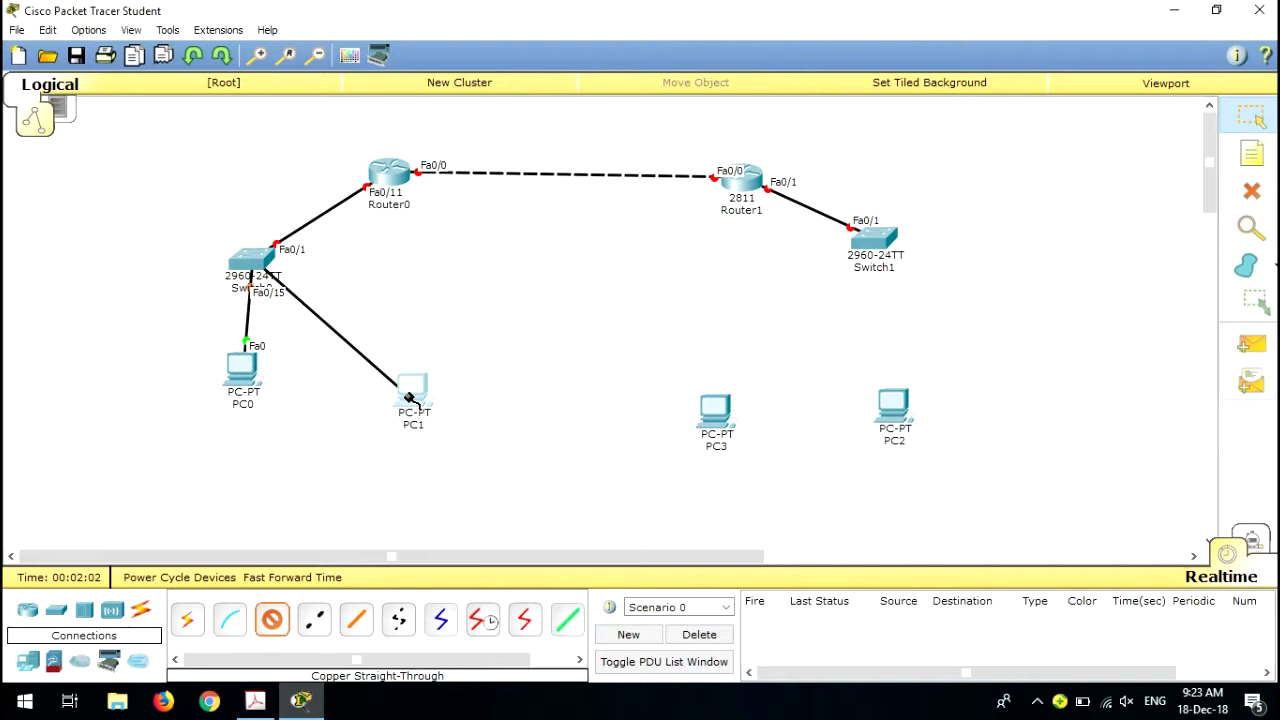 Cisco Packet Tracer Student
File Edit Options View Tools Extensions Help
Logical [Root] New Cluster Move Object Set Tiled Background Viewport
Fa0/0
Fa0/11
Router0
Fa0/0
Fa0/1
2811
Router1
Fa0/1
2960-24TT
Switch1
Fa0/1
2960-24TT
Fa0/15
Fa0
PC-PT
PC0
PC-PT
PC1
PC-PT
PC3
PC-PT
PC2
Time: 00:02:02 Power Cycle Devices Fast Forward Time
Realtime
Connections
Copper Straight-Through
Scenario 0
New Delete
Toggle PDU List Window
Fire Last Status Source Destination Type Color Time(sec) Periodic Num
ENG
9:23 AM
18-Dec-18
5